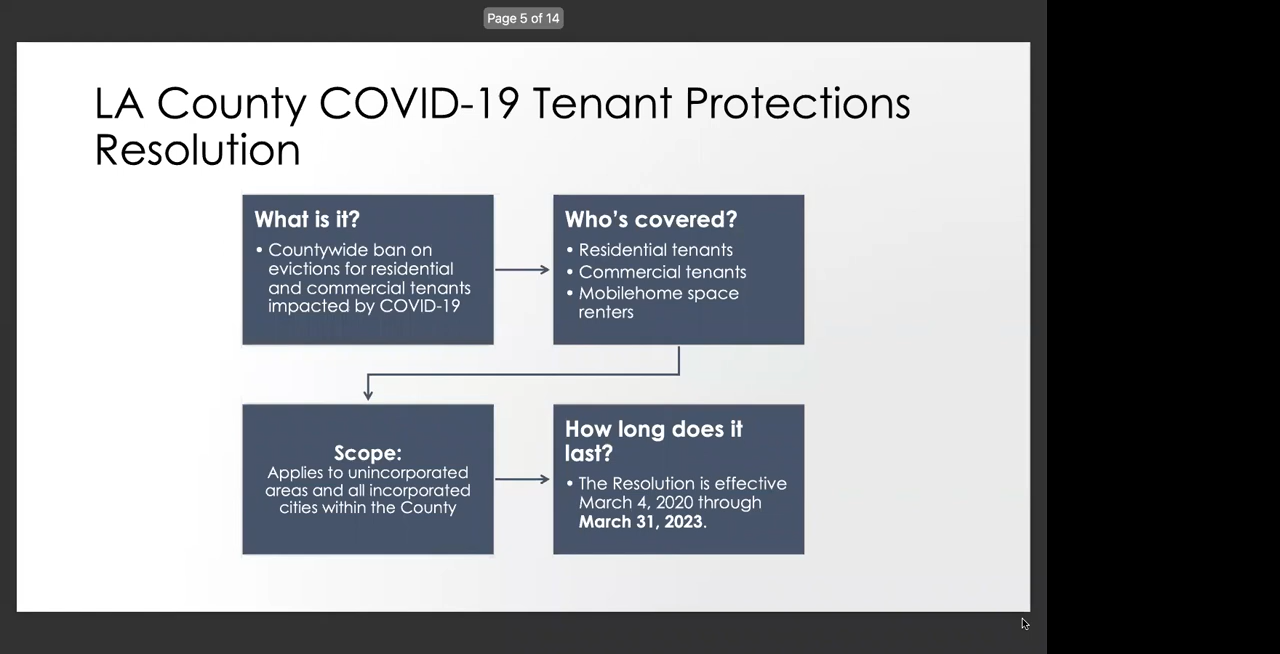 Page 5 of 14
LA County COVID-19 Tenant Protections
Resolution
What is it?
• Countywide ban on
evictions for residential
and commercial tenants
impacted by COVID-19
Who's covered?
• Residential tenants
• Commercial tenants
• Mobilehome space
renters
Scope:
Applies to unincorporated
areas and all incorporated
cities within the County
How long does it
last?
• The Resolution is effective
March 4, 2020 through
March 31, 2023.